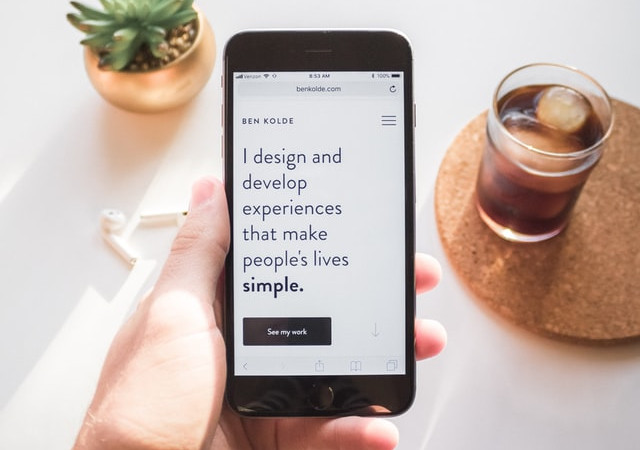 Verizon 8:53 AM 100%
benkolde.com
BEN KOLDE
I design and
develop
experiences
that make
people's lives
simple.
See my work